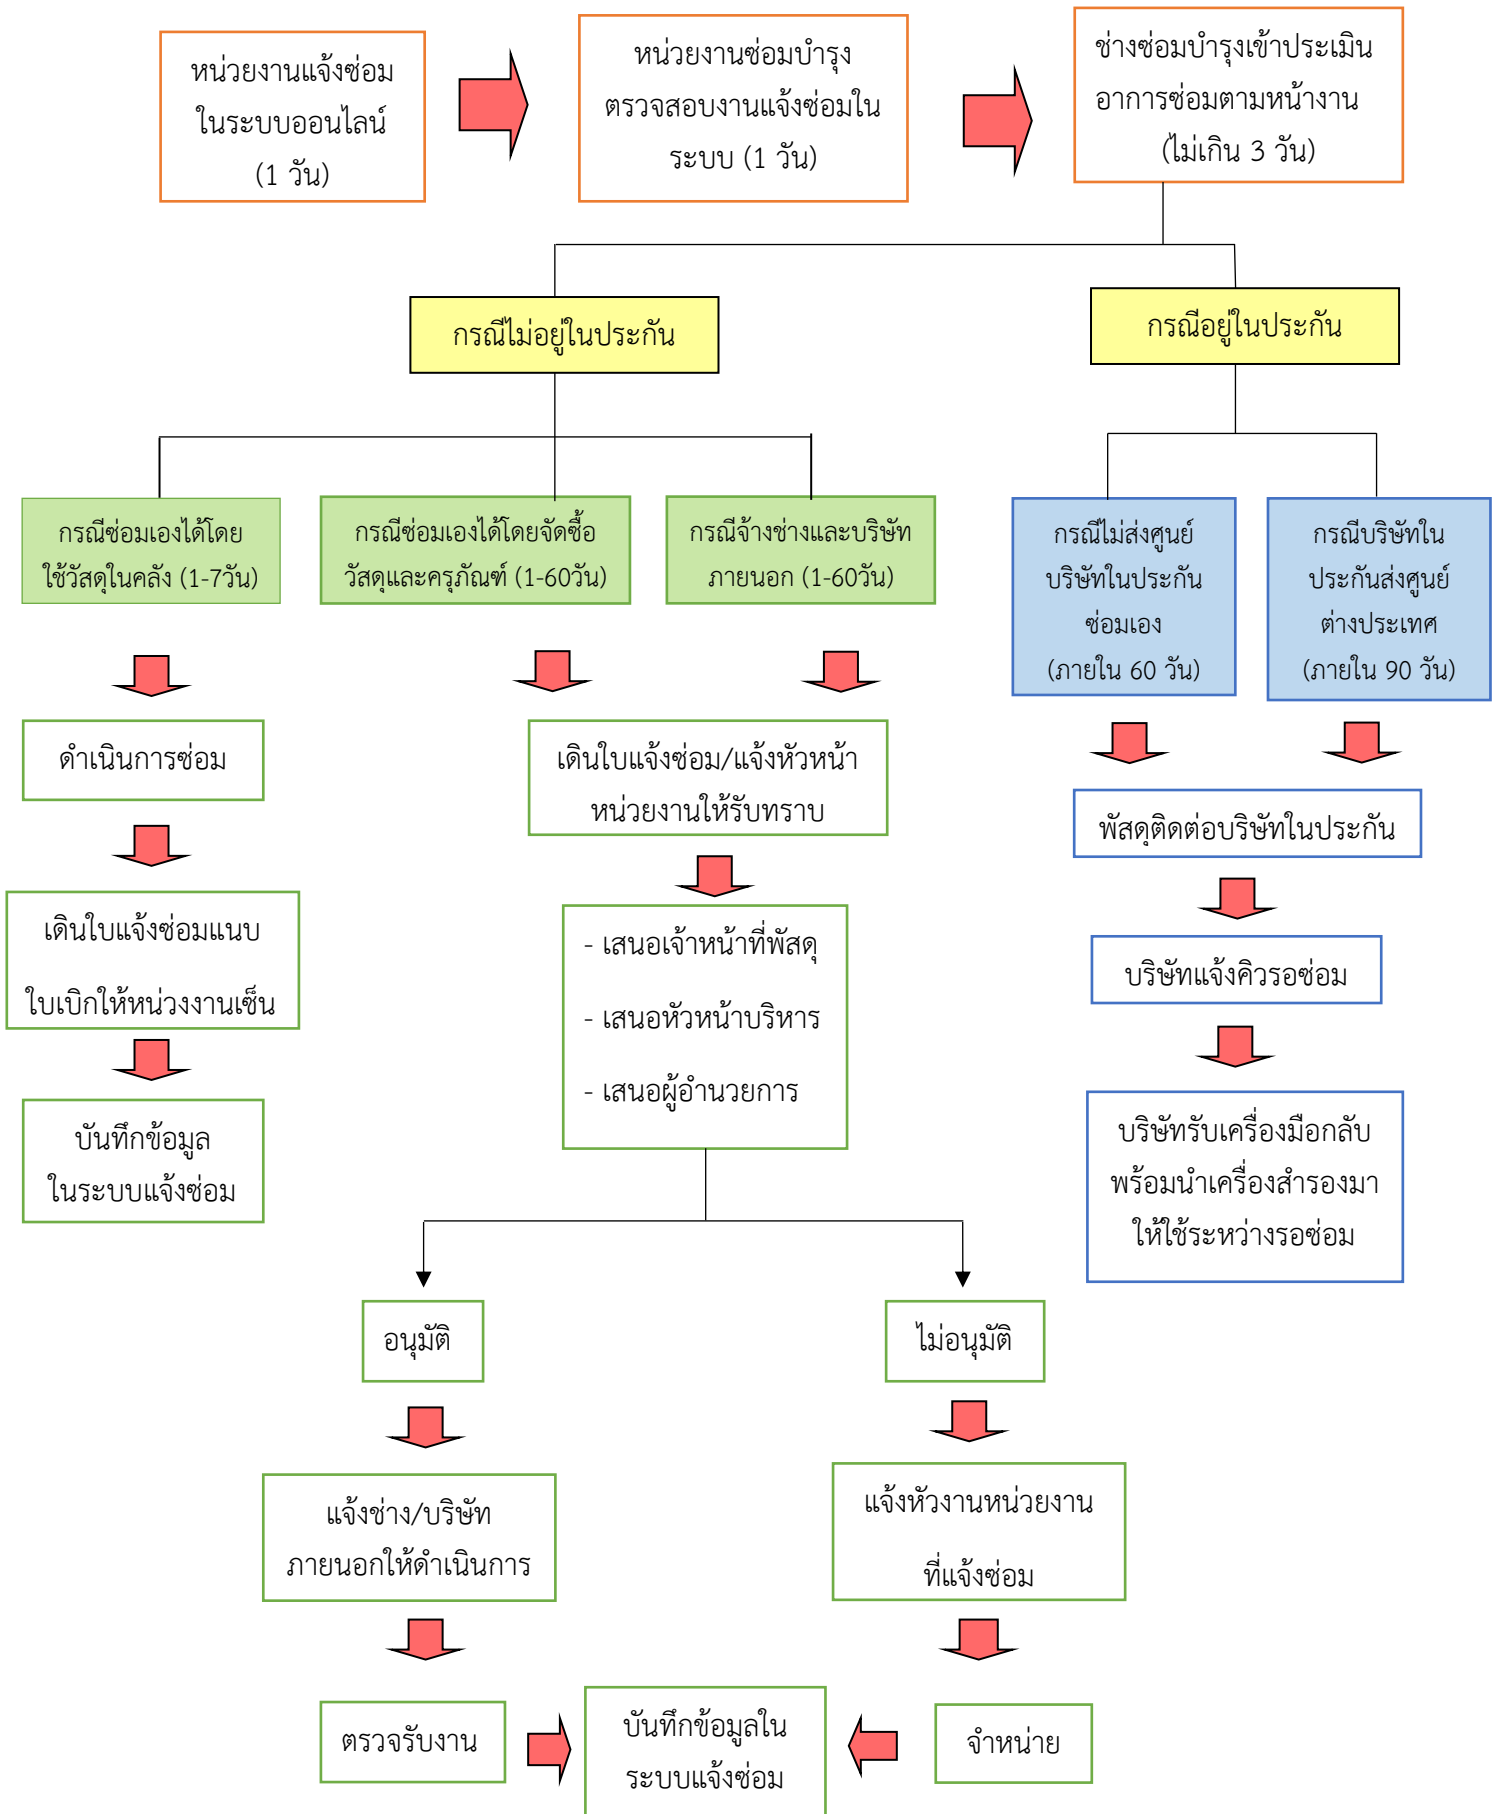 หน่วยงานแจ้งซ่อม
ในระบบออนไลน์
(1 วัน)
หน่วยงานซ่อมบำรุง
ตรวจสอบงานแจ้งซ่อมใน
ระบบ (1 วัน)
ช่างซ่อมบำรุงเข้าประเมิน
อาการซ่อมตามหน้างาน
(ไม่เกิน 3 วัน)
กรณีไม่อยู่ในประกัน
กรณีอยู่ในประกัน
กรณีซ่อมเองได้โดย
ใช้วัสดุในคลัง (1-7วัน)
กรณีซ่อมเองได้โดยจัดซื้อ
วัสดุและครุภัณฑ์ (1-60วัน)
กรณีจ้างช่างและบริษัท
ภายนอก (1-60วัน)
กรณีไม่ส่งศูนย์
บริษัทในประกัน
ซ่อมเอง
(ภายใน 60 วัน)
กรณีบริษัทใน
ประกันส่งศูนย์
ต่างประเทศ
(ภายใน 90 วัน)
ดำเนินการซ่อม
เดินใบแจ้งซ่อม/แจ้งหัวหน้า
หน่วยงานให้รับทราบ
พัสดุติดต่อบริษัทในประกัน
เดินใบแจ้งซ่อมแนบ
ใบเบิกให้หน่วงงานเซ็น
- เสนอเจ้าหน้าที่พัสดุ
- เสนอหัวหน้าบริหาร
- เสนอผู้อำนวยการ
บริษัทแจ้งคิวรอซ่อม
บันทึกข้อมูล
ในระบบแจ้งซ่อม
บริษัทรับเครื่องมือกลับ
พร้อมนำเครื่องสำรองมา
ให้ใช้ระหว่างรอซ่อม
อนุมัติ
ไม่อนุมัติ
แจ้งช่าง/บริษัท
ภายนอกให้ดำเนินการ
แจ้งหัวงานหน่วยงาน
ที่แจ้งซ่อม
ตรวจรับงาน
บันทึกข้อมูลใน
ระบบแจ้งซ่อม
จำหน่าย